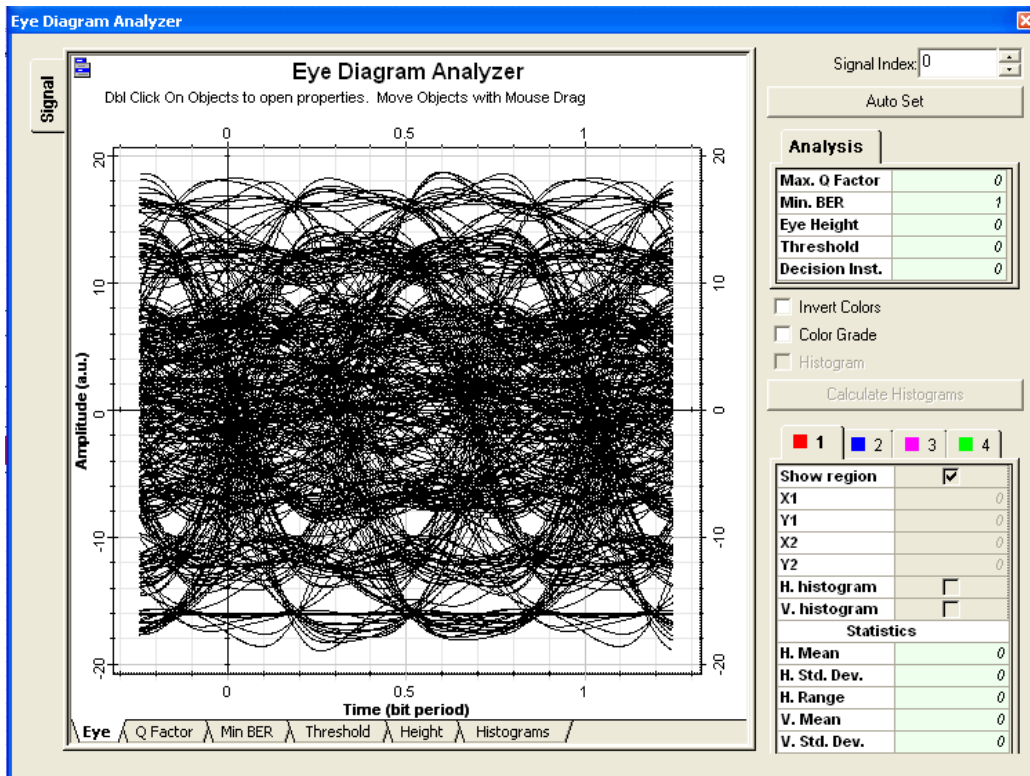 Eye Diagram Analyzer
Signal
Eye Diagram Analyzer
Dbl Click On Objects to open properties. Move Objects with Mouse Drag
0 0.5 1
20 20
10 10
0 0
-10 -10
-20 -20
Amplitude (a.u.)
0 0.5 1
Time (bit period)
Eye Q Factor Min BER Threshold Height Histograms
Signal Index: 0
Auto Set
Analysis
Max. Q Factor 0
Min. BER 1
Eye Height 0
Threshold 0
Decision Inst. 0
Invert Colors
Color Grade
Histogram
Calculate Histograms
1 2 3 4
Show region
X1 0
Y1 0
X2 0
Y2 0
H. histogram
V. histogram
Statistics
H. Mean 0
H. Std. Dev. 0
H. Range 0
V. Mean 0
V. Std. Dev. 0